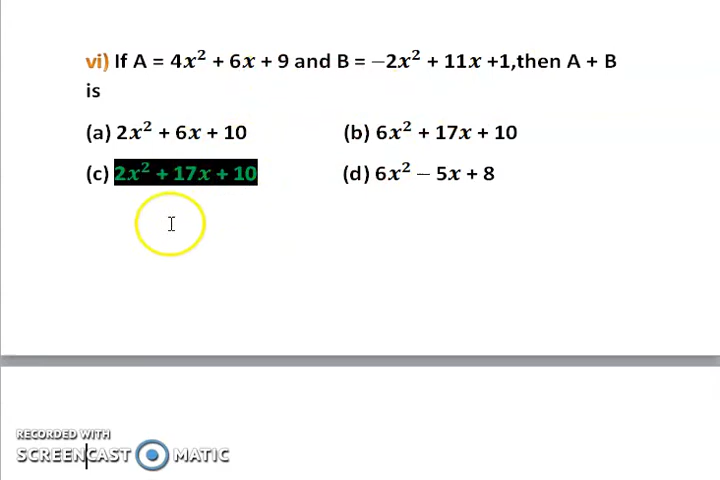 vi) If A = 4x² + 6x + 9 and B = −2x² + 11x +1,then A + B
is
(a) 2x² + 6x + 10 (b) 6x² + 17x + 10
(c) 2x² + 17x + 10 (d) 6x² − 5x + 8
RECORDED WITH
SCREENCAST MATIC